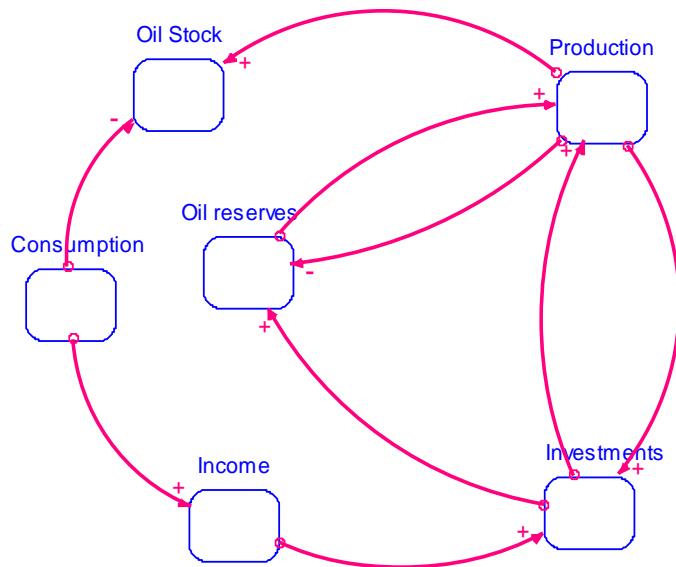 Oil Stock
Production
+
+
-
+
Oil reserves
Consumption
-
+
Income
Investments
+
+
+